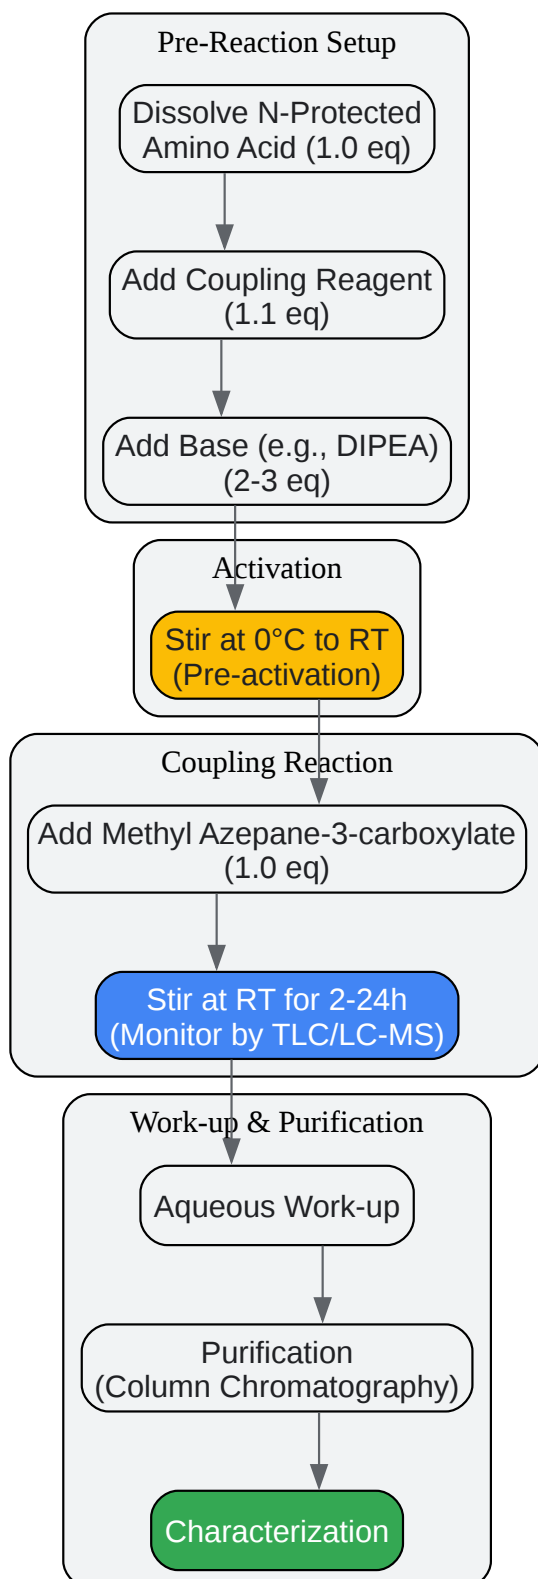 Pre-Reaction Setup
Dissolve N-Protected
Amino Acid (1.0 eq)
Add Coupling Reagent
(1.1 eq)
Add Base (e.g., DIPEA)
(2-3 eq)
Activation
Stir at 0°C to RT
(Pre-activation)
Coupling Reaction
Add Methyl Azepane-3-carboxylate
(1.0 eq)
Stir at RT for 2-24h
(Monitor by TLC/LC-MS)
Work-up & Purification
Aqueous Work-up
Purification
(Column Chromatography)
Characterization